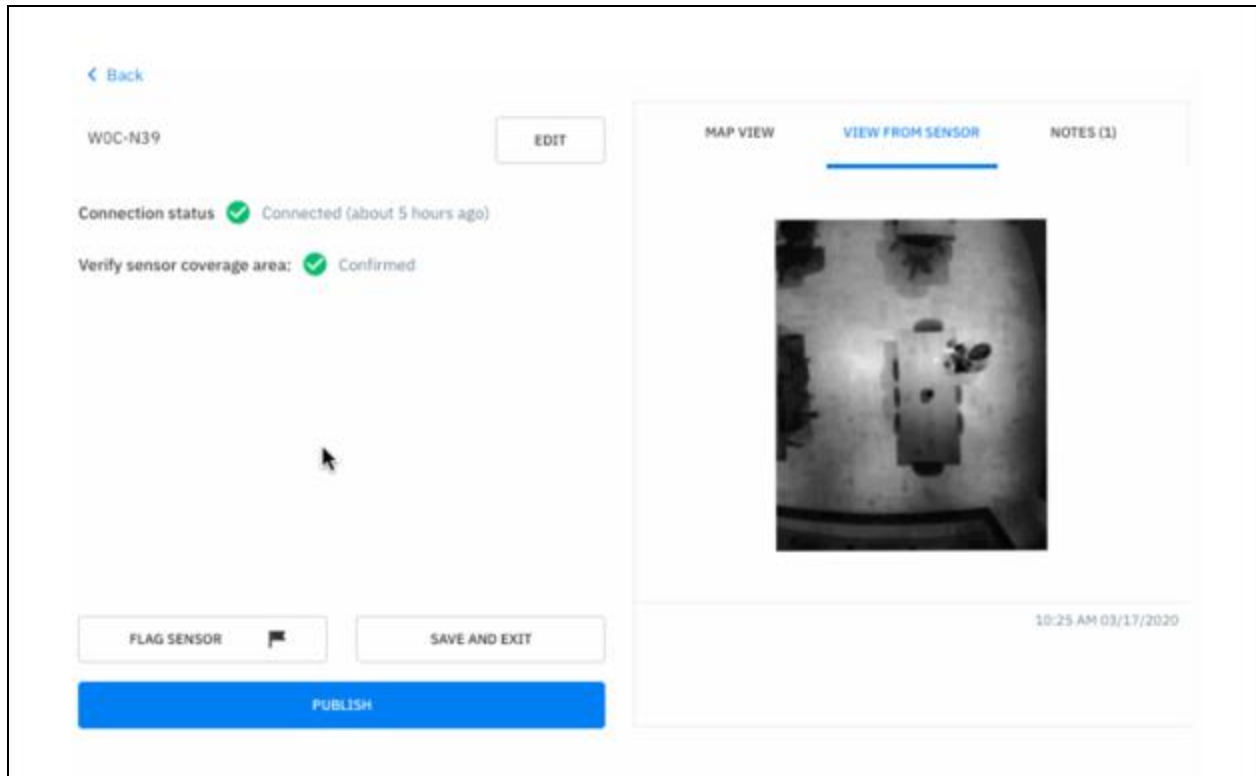 Back
W0C-N39
EDIT
Connection status Connected (about 5 hours ago)
Verify sensor coverage area: Confirmed
FLAG SENSOR
SAVE AND EXIT
PUBLISH
MAP VIEW VIEW FROM SENSOR NOTES (1)
10:25 AM 03/17/2020